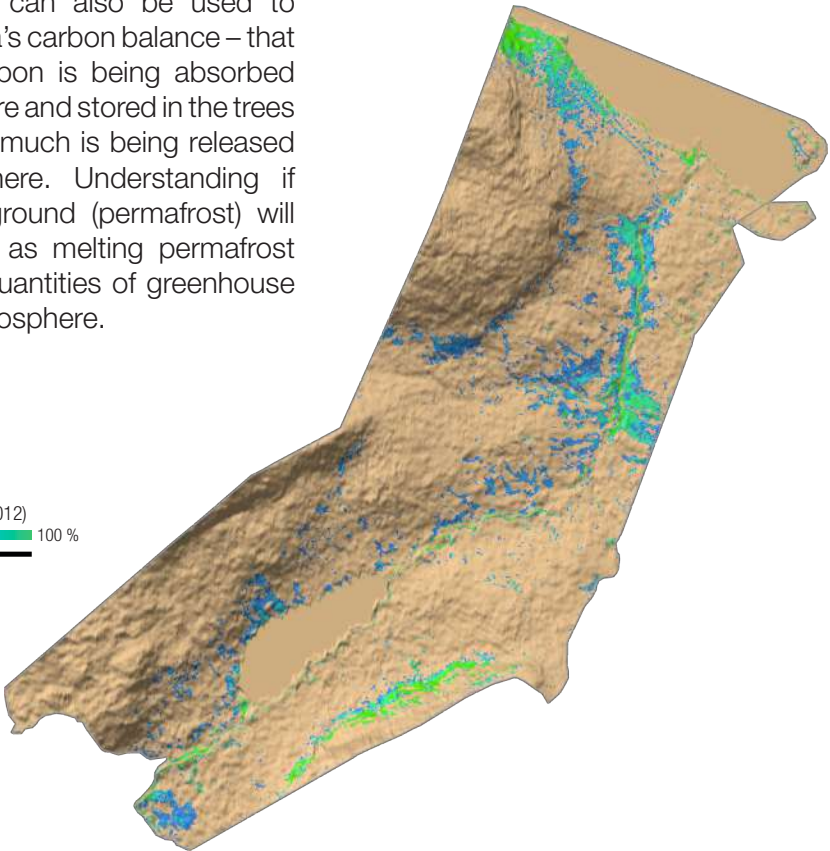 can also be used to
a's carbon balance – that
bon is being absorbed
re and stored in the trees
much is being released
here. Understanding if
ground (permafrost) will
as melting permafrost
quantities of greenhouse
osphere.
012)
100 %